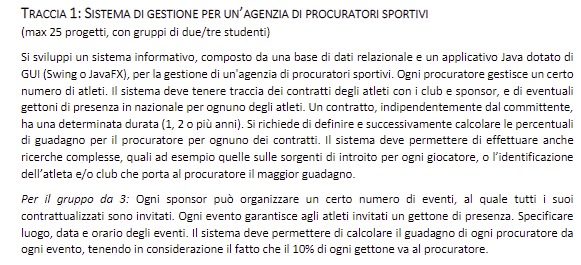 TRACCIA 1: SISTEMA DI GESTIONE PER UN'AGENZIA DI PROCURATORI SPORTIVI
(max 25 progetti, con gruppi di due/tre studenti)
Si sviluppi un sistema informativo, composto da una base di dati relazionale e un applicativo Java dotato di
GUI (Swing o JavaFX), per la gestione di un'agenzia di procuratori sportivi. Ogni procuratore gestisce un certo
numero di atleti. Il sistema deve tenere traccia dei contratti degli atleti con i club e sponsor, e di eventuali
gettoni di presenza in nazionale per ognuno degli atleti. Un contratto, indipendentemente dal committente,
ha una determinata durata (1, 2 o più anni). Si richiede di definire e successivamente calcolare le percentuali
di guadagno per il procuratore per ognuno dei contratti. Il sistema deve permettere di effettuare anche
ricerche complesse, quali ad esempio quelle sulle sorgenti di introito per ogni giocatore, o l'identificazione
dell'atleta e/o club che porta al procuratore il maggior guadagno.
Per il gruppo da 3: Ogni sponsor può organizzare un certo numero di eventi, al quale tutti i suoi
contrattualizzati sono invitati. Ogni evento garantisce agli atleti invitati un gettone di presenza. Specificare
luogo, data e orario degli eventi. Il sistema deve permettere di calcolare il guadagno di ogni procuratore da
ogni evento, tenendo in considerazione il fatto che il 10% di ogni gettone va al procuratore.